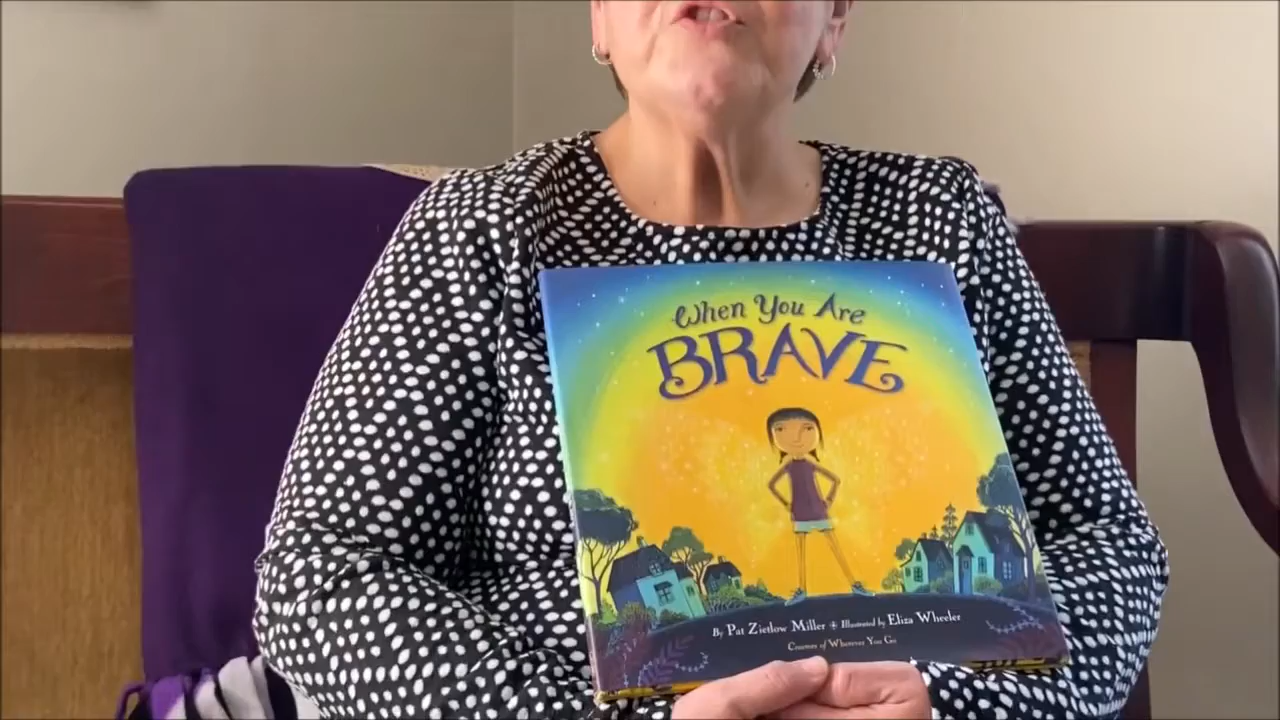 When You Are
BRAVE
By Pat Zietlow Miller + Illustrated by Eliza Wheeler
Creators of Wherever You Go